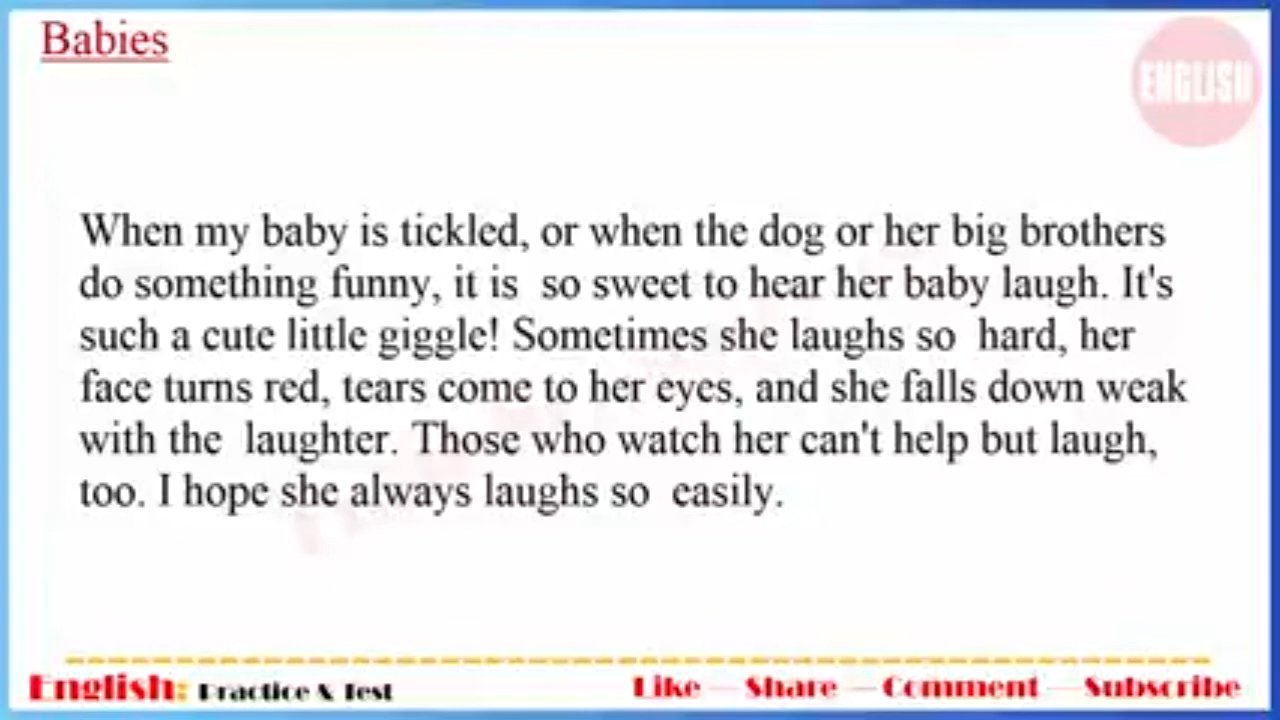 Babies
ENGLISH
When my baby is tickled, or when the dog or her big brothers
do something funny, it is  so sweet to hear her baby laugh. It's
such a cute little giggle! Sometimes she laughs so  hard, her
face turns red, tears come to her eyes, and she falls down weak
with the  laughter. Those who watch her can't help but laugh,
too. I hope she always laughs so  easily.
English: Practice & Test
Like — Share — Comment — Subscribe